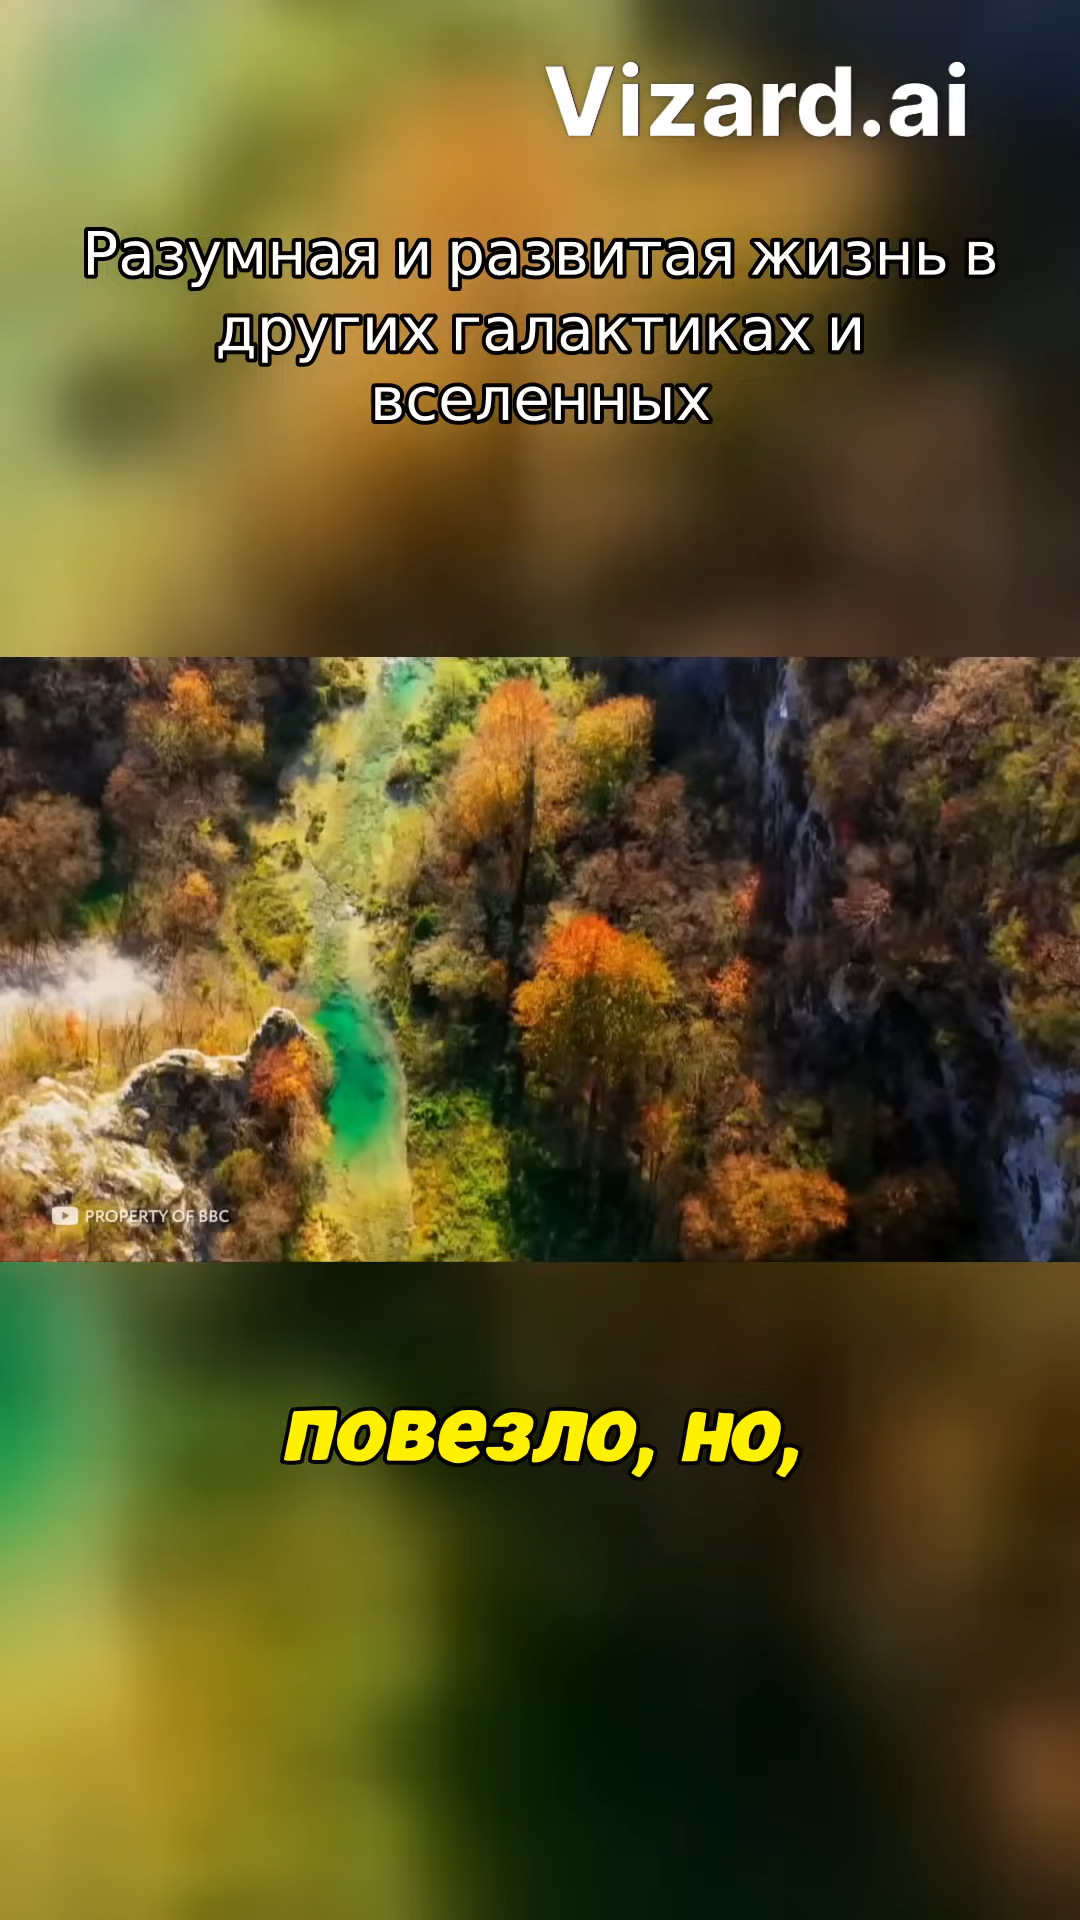 Vizard.ai
Разумная и развитая жизнь в
других галактиках и
вселенных
PROPERTY OF BBC
повезло, но,